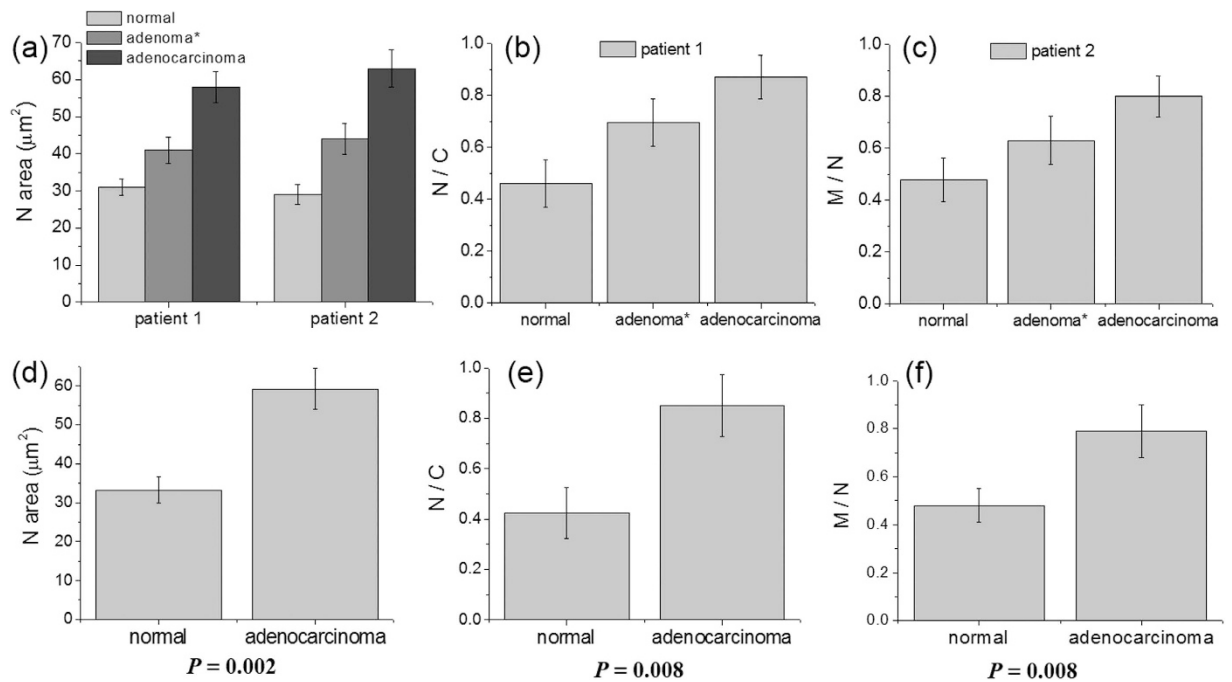 normal
adenoma*
adenocarcinoma
(a)
70
60
50
40
30
20
10
0
N area (μm²)
patient 1
patient 2
(b)
patient 1
1.0
0.8
0.6
0.4
0.2
0.0
N / C
normal
adenoma*
adenocarcinoma
(c)
patient 2
1.0
0.8
0.6
0.4
0.2
0.0
M / N
normal
adenoma*
adenocarcinoma
(d)
60
50
40
30
20
10
0
N area (μm²)
normal
adenocarcinoma
P = 0.002
(e)
1.0
0.8
0.6
0.4
0.2
0.0
N / C
normal
adenocarcinoma
P = 0.008
(f)
1.0
0.8
0.6
0.4
0.2
0.0
M / N
normal
adenocarcinoma
P = 0.008